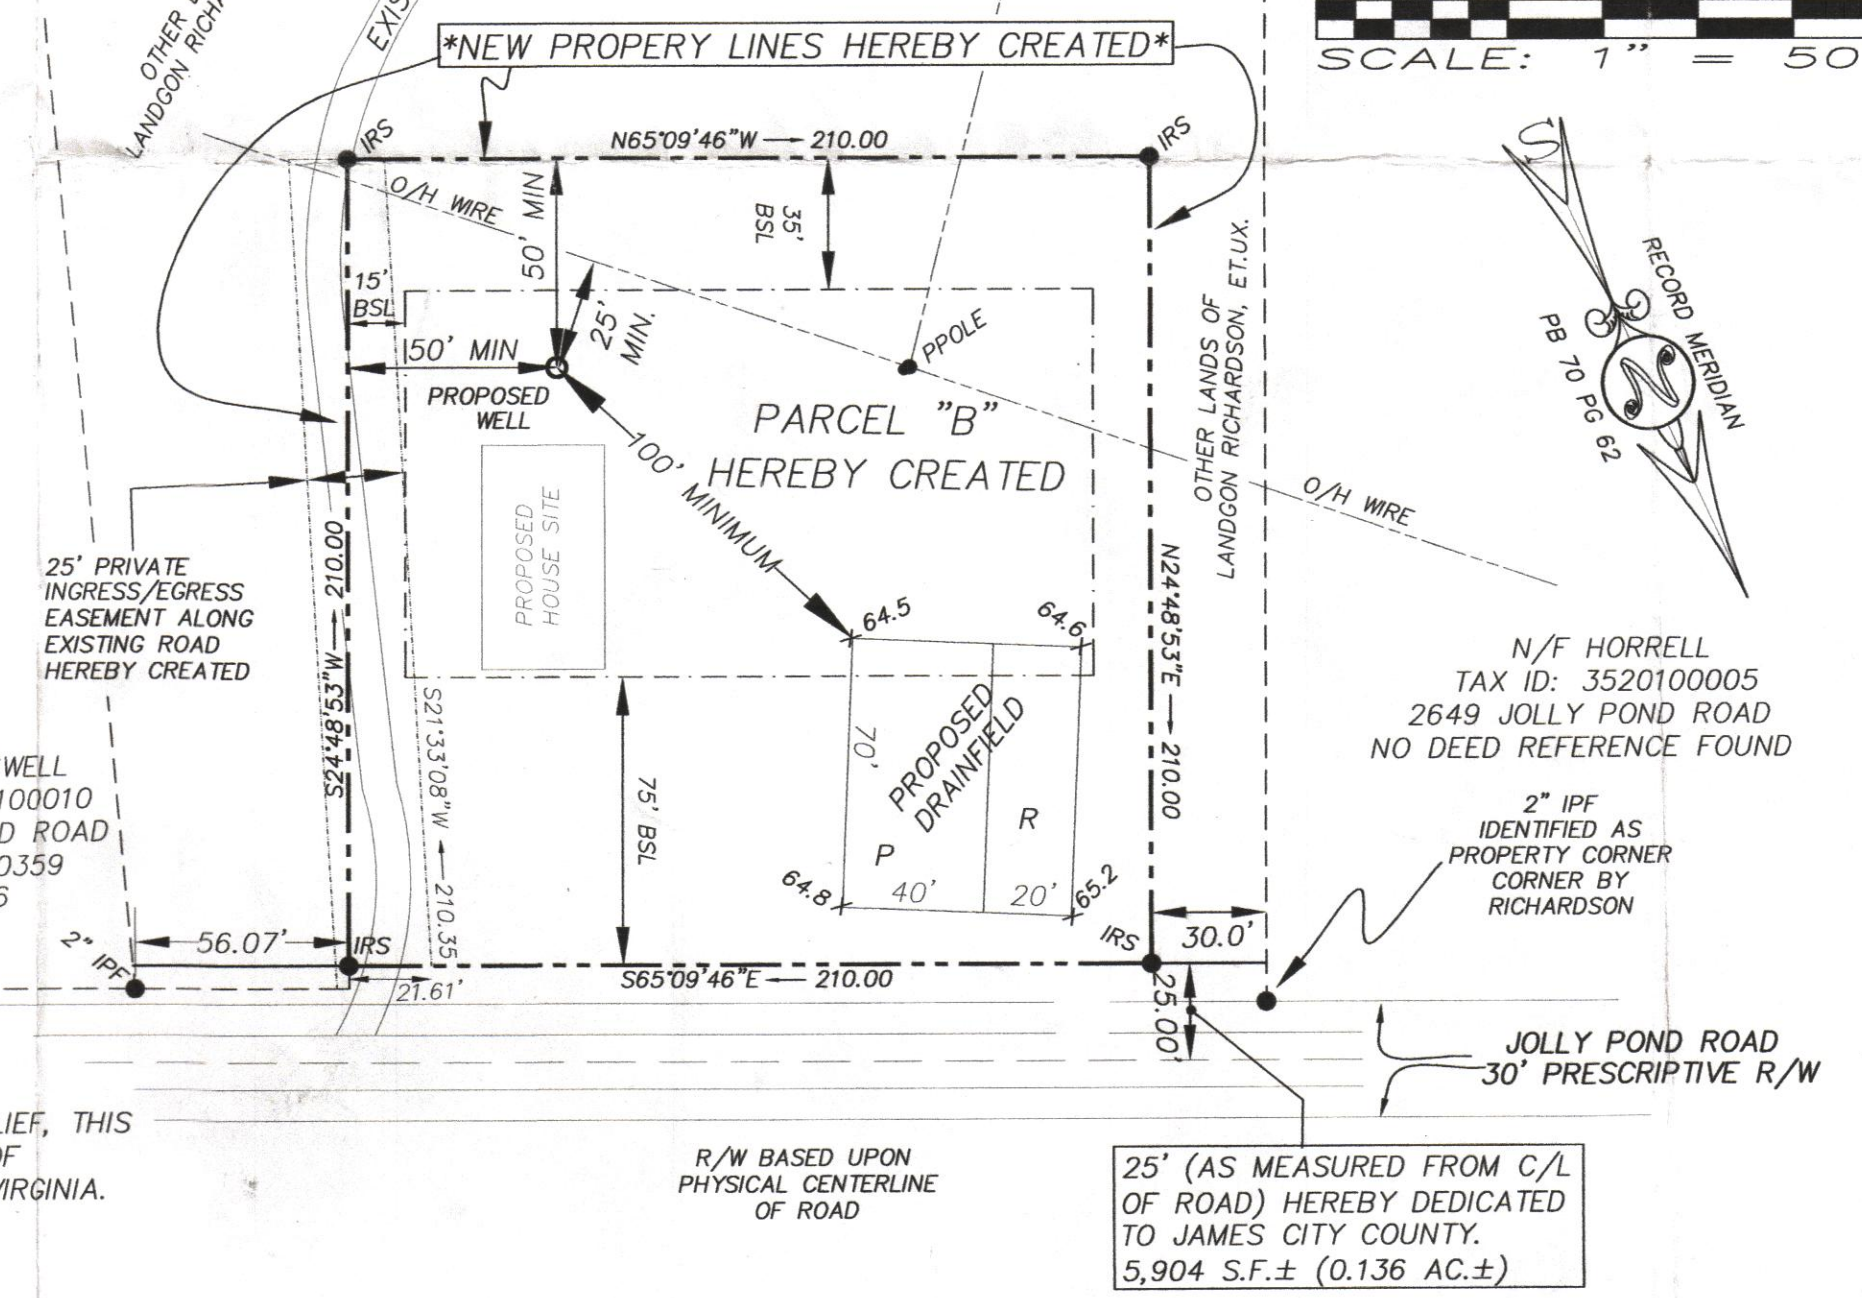 OTHER
LANDGON RICHA
EXIS
*NEW PROPERY LINES HEREBY CREATED*
SCALE: 1" = 50
IRS
N65°09'46"W 210.00
IRS
S
O/H WIRE
50' MIN
35'
BSL
15'
BSL
25'
MIN.
50' MIN
PROPOSED
WELL
PPOLE
PARCEL "B"
HEREBY CREATED
100' MINIMUM
OTHER LANDS OF
LANDGON RICHARDSON, ET.UX.
RECORD MERIDIAN
N
PB 70 PG 62
O/H WIRE
PROPOSED
HOUSE SITE
25' PRIVATE
INGRESS/EGRESS
EASEMENT ALONG
EXISTING ROAD
HEREBY CREATED
S24°48'53"W 210.00
S21°33'08"W 210.35
N24°48'53"E 210.00
64.5
64.6
PROPOSED
DRAINFIELD
70'
P
R
40'
20'
64.8
65.2
75' BSL
N/F HORRELL
TAX ID: 3520100005
2649 JOLLY POND ROAD
NO DEED REFERENCE FOUND
WELL
100010
D ROAD
0359
6
2" IPF
IDENTIFIED AS
PROPERTY CORNER
CORNER BY
RICHARDSON
2" IPF
56.07'
IRS
21.61'
S65°09'46"E 210.00
IRS
30.0'
25.00'
JOLLY POND ROAD
30' PRESCRIPTIVE R/W
LIEF, THIS
OF
VIRGINIA.
R/W BASED UPON
PHYSICAL CENTERLINE
OF ROAD
25' (AS MEASURED FROM C/L
OF ROAD) HEREBY DEDICATED
TO JAMES CITY COUNTY.
5,904 S.F.± (0.136 AC.±)